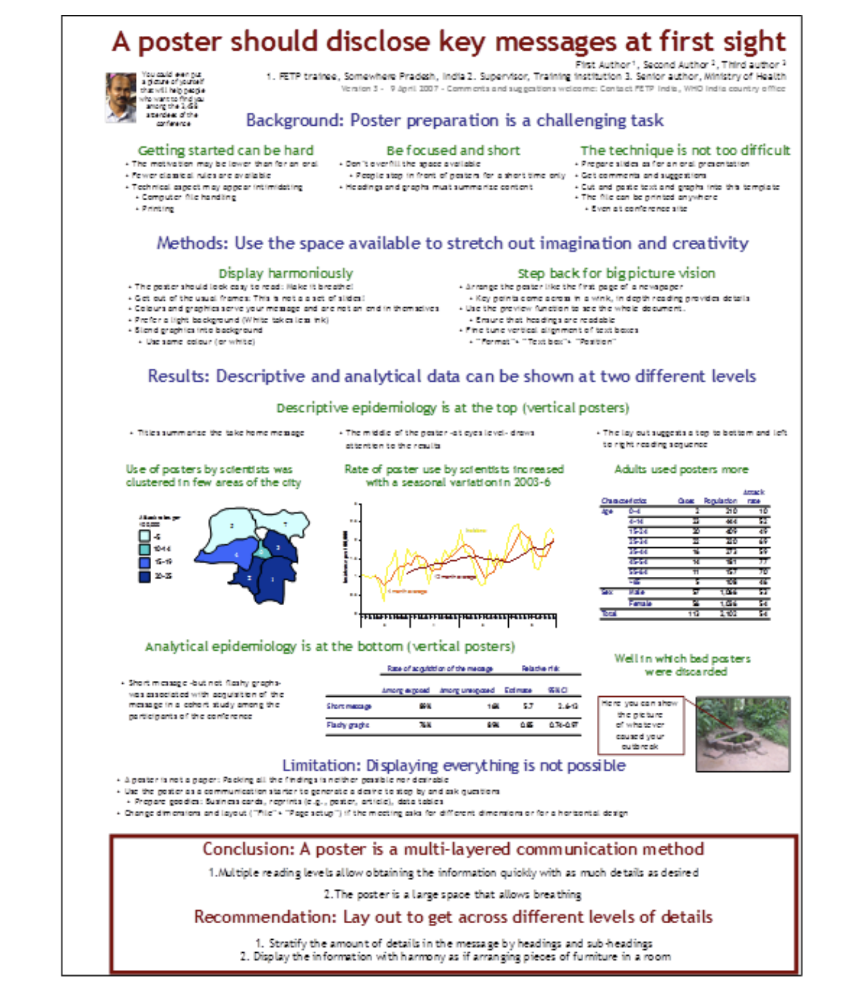 A poster should disclose key messages at first sight
First Author 1, Second Author 2, Third author 3
1. FETP trainee, Somewhere Pradesh, India 2. Supervisor, Training institution 3. Senior author, Ministry of Health
Version 3 - 9 April 2007 - Comments and suggestions welcome: Contact FETP India, WHO India country office
You could even put
a picture of yourself
that will help people
who want to find you
among the
attendees of the
conference
Background: Poster preparation is a challenging task
Getting started can be hard
• The motivation may be lower than for an oral
• Fewer classical rules are available
• Technical aspect may appear intimidating
• Computer file handling
• Printing
Be focused and short
• Don't overfill the space available
• People stop in front of posters for a short time only
• Headings and graphs must summarise content
The technique is not too difficult
• Prepare slides as for an oral presentation
• Get comments and suggestions
• Cut and paste text and graphs into this template
• The file can be printed anywhere
• Even at conference site
Methods: Use the space available to stretch out imagination and creativity
Display harmoniously
• The poster should look easy to read: Make it breathe!
• Get out of the usual frames: This is not a a set of slides!
• Colours and graphics serve your message and are not an end in themselves
• Prefer a light background (White takes less ink)
• Blend graphics into background
• Use same colour (or white)
Step back for big picture vision
• Arrange the poster like the first page of a newspaper
• Key points come across in a wink, in depth reading provides details
• Use the preview function to see the whole document.
• Ensure that headings are readable
• Fine tune vertical alignment of text boxes
• "Format"+ "Text box"+ "Position"
Results: Descriptive and analytical data can be shown at two different levels
Descriptive epidemiology is at the top (vertical posters)
• Titles summarize the take home message
• The middle of the poster -at eyes level- draws
attention to the results
• The lay out suggests a top to bottom and left
to right reading sequence
Use of posters by scientists was
clustered in few areas of the city
Attack rates per
100,000
10-14
15-19
Rate of poster use by scientists increased
with a seasonal variation in 2003-6
Incidence per 100,000
Incidence
month average
month average
Adults used posters more
Characteristics Cases Population Attack rate
Age 0-4 2 210 10
4-14 23 444 52
15-24 20 409 49
25-34 22 320 69
35-44 16 273 59
45-54 14 181 77
55-64 11 157 70
5 108 46
Sex Male 57 1,066 53
Female 56 1,036 54
Total 113 2,102 54
Analytical epidemiology is at the bottom (vertical posters)
• Short message -but not flashy graphs-
was associated with acquisition of the
message in a cohort study among the
participants of the conference
Rate of acquisition of the message Relative risk
Among exposed Among unexposed Estimate 95% CI
Short message 89% 16% 5.7 2.6-13
Flashy graphs 76% 89% 0.85 0.74-0.97
Well in which bad posters
were discarded
Here you can show
the picture
of whatever
caused your
outbreak
Limitation: Displaying everything is not possible
• A poster is not a paper: Packing all the findings is neither possible nor desirable
• Use the poster as a communication starter to generate a desire to stop by and ask questions
• Prepare goodies: Business cards, reprints (e.g., poster, article), data tables
• Change dimensions and layout ("File"+ "Page setup") if the meeting asks for different dimensions or for a horizontal design
Conclusion: A poster is a multi-layered communication method
1.Multiple reading levels allow obtaining the information quickly with as much details as desired
2.The poster is a large space that allows breathing
Recommendation: Lay out to get across different levels of details
1. Stratify the amount of details in the message by headings and sub-headings
2. Display the information with harmony as if arranging pieces of furniture in a room